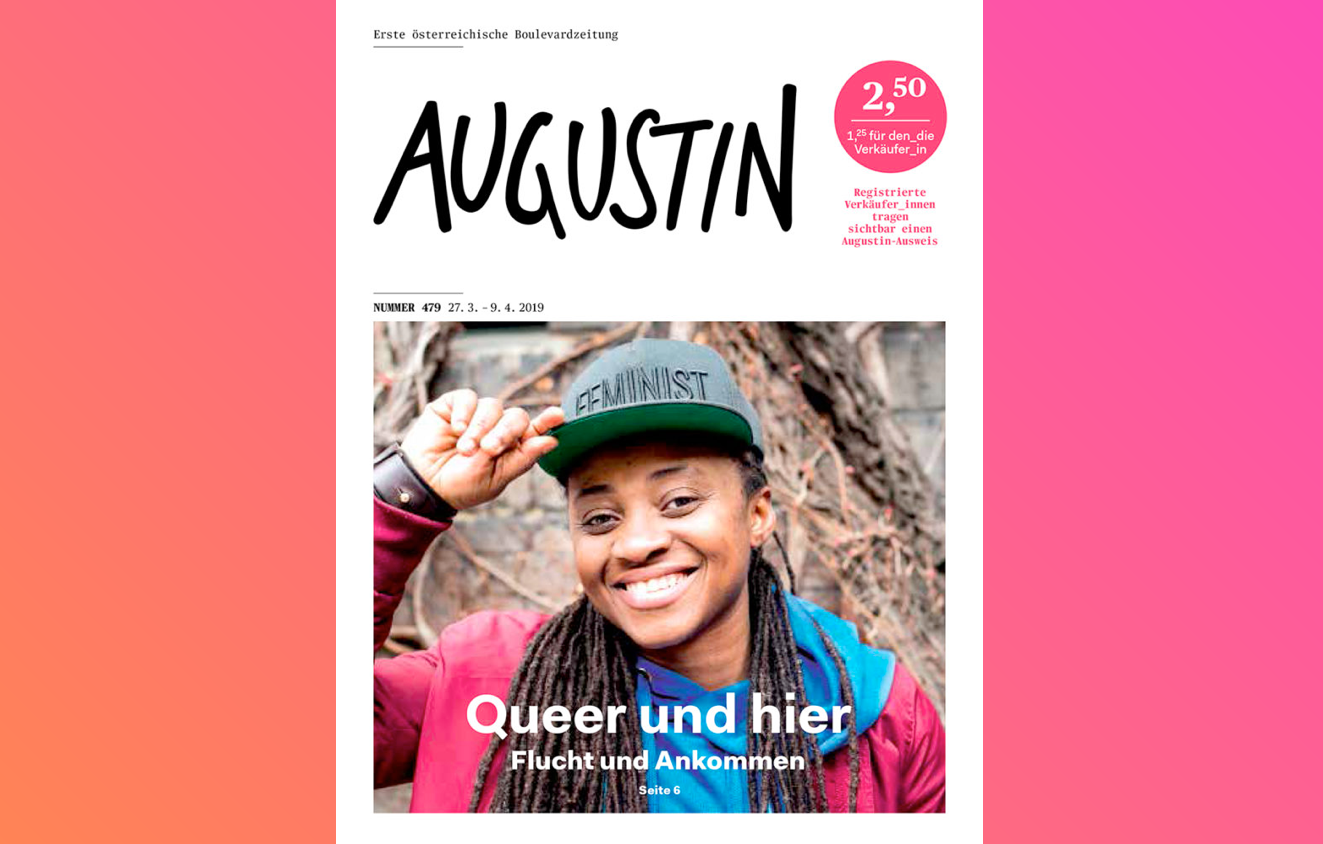 Erste österreichische Boulevardzeitung
AUGUSTIN
2,50
1,25 für den_die
Verkäufer_in
Registrierte
Verkäufer_innen
tragen
sichtbar einen
Augustin-Ausweis
NUMMER 479 27. 3. – 9. 4. 2019
FEMINIST
Queer und hier
Flucht und Ankommen
Seite 6